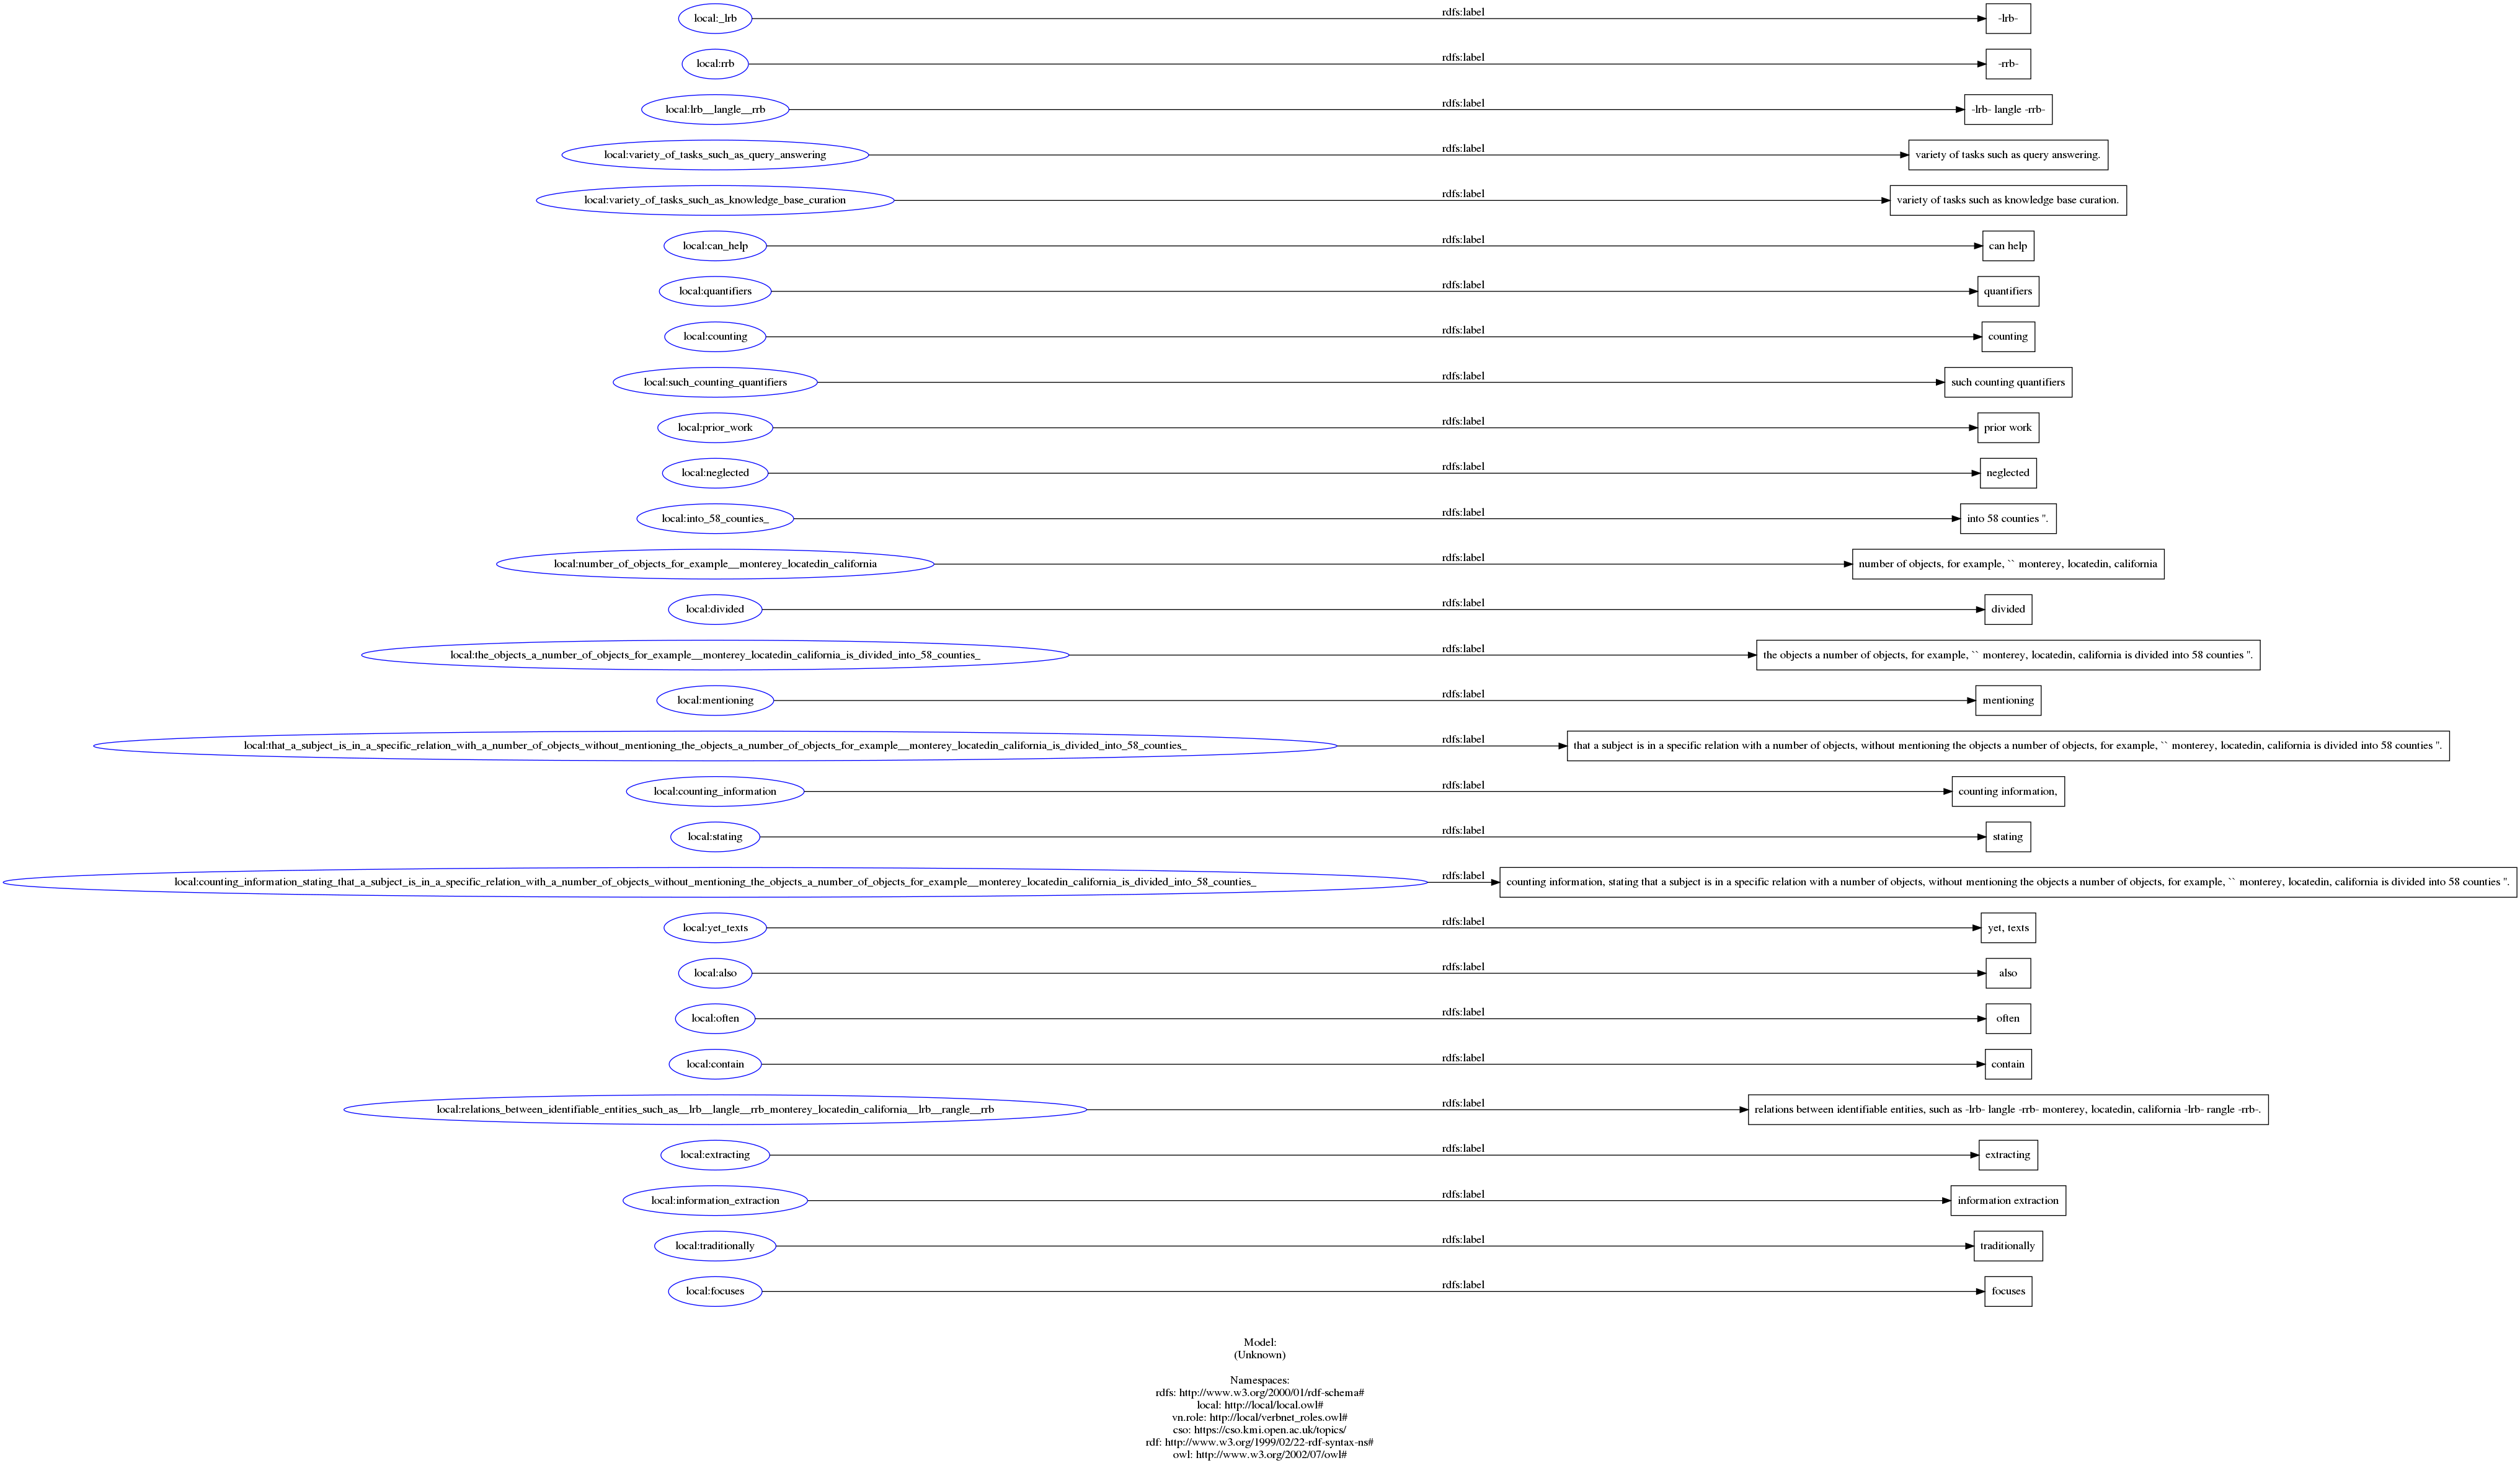 local:_lrb rdfs:label -lrb-
local:rrb rdfs:label -rrb-
local:lrb__langle__rrb rdfs:label -lrb- langle -rrb-
local:variety_of_tasks_such_as_query_answering rdfs:label variety of tasks such as query answering.
local:variety_of_tasks_such_as_knowledge_base_curation rdfs:label variety of tasks such as knowledge base curation.
local:can_help rdfs:label can help
local:quantifiers rdfs:label quantifiers
local:counting rdfs:label counting
local:such_counting_quantifiers rdfs:label such counting quantifiers
local:prior_work rdfs:label prior work
local:neglected rdfs:label neglected
local:into_58_counties_ rdfs:label into 58 counties ''.
local:number_of_objects_for_example__monterey_locatedin_california rdfs:label number of objects, for example, `` monterey, locatedin, california
local:divided rdfs:label divided
local:the_objects_a_number_of_objects_for_example__monterey_locatedin_california_is_divided_into_58_counties_ rdfs:label the objects a number of objects, for example, `` monterey, locatedin, california is divided into 58 counties ''.
local:mentioning rdfs:label mentioning
local:that_a_subject_is_in_a_specific_relation_with_a_number_of_objects_without_mentioning_the_objects_a_number_of_objects_for_example__monterey_locatedin_california_is_divided_into_58_counties_ rdfs:label that a subject is in a specific relation with a number of objects, without mentioning the objects a number of objects, for example, `` monterey, locatedin, california is divided into 58 counties ''.
local:counting_information rdfs:label counting information,
local:stating rdfs:label stating
local:counting_information_stating_that_a_subject_is_in_a_specific_relation_with_a_number_of_objects_without_mentioning_the_objects_a_number_of_objects_for_example__monterey_locatedin_california_is_divided_into_58_counties_ rdfs:label counting information, stating that a subject is in a specific relation with a number of objects, without mentioning the objects a number of objects, for example, `` monterey, locatedin, california is divided into 58 counties ''.
local:yet_texts rdfs:label yet, texts
local:also rdfs:label also
local:often rdfs:label often
local:contain rdfs:label contain
local:relations_between_identifiable_entities_such_as__lrb__langle__rrb_monterey_locatedin_california__lrb__rangle__rrb rdfs:label relations between identifiable entities, such as -lrb- langle -rrb- monterey, locatedin, california -lrb- rangle -rrb-.
local:extracting rdfs:label extracting
local:information_extraction rdfs:label information extraction
local:traditionally rdfs:label traditionally
local:focuses rdfs:label focuses
Model:
(Unknown)
Namespaces:
rdfs: http://www.w3.org/2000/01/rdf-schema#
local: http://local/local.owl#
vn.role: http://local/verbnet_roles.owl#
cso: https://cso.kmi.open.ac.uk/topics/
rdf: http://www.w3.org/1999/02/22-rdf-syntax-ns#
owl: http://www.w3.org/2002/07/owl#